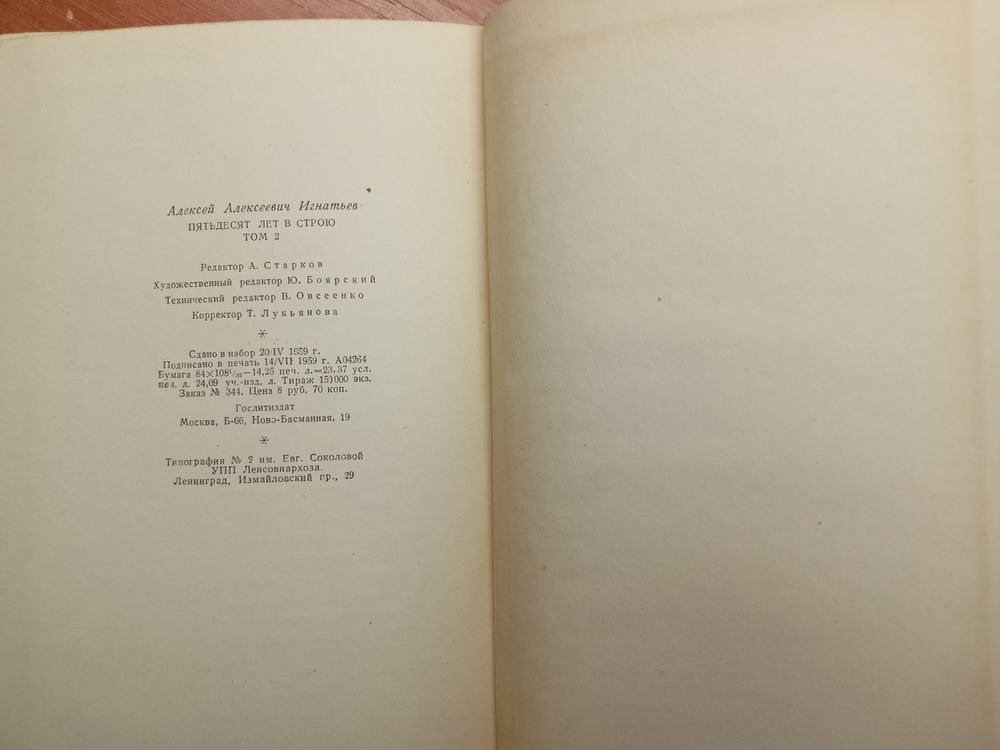 Алексей Алексеевич Игнатьев
ПЯТЬДЕСЯТ ЛЕТ В СТРОЮ
ТОМ 2
Редактор А. Старков
Художественный редактор Ю. Боярский
Технический редактор В. Овсеенко
Корректор Т. Лукьянова
*
Сдано в набор 20/IV 1959 г.
Подписано в печать 14/VII 1959 г. А04264
Бумага 84×108¹/₃₂—14,25 печ. л.=23,37 усл.
печ. л. 24,09 уч.-изд. л. Тираж 150000 экз.
Заказ № 344. Цена 8 руб. 70 коп.
Гослитиздат
Москва, Б-66, Ново-Басманная, 19
*
Типография № 2 им. Евг. Соколовой
УПП Ленсовнархоза.
Ленинград, Измайловский пр., 29